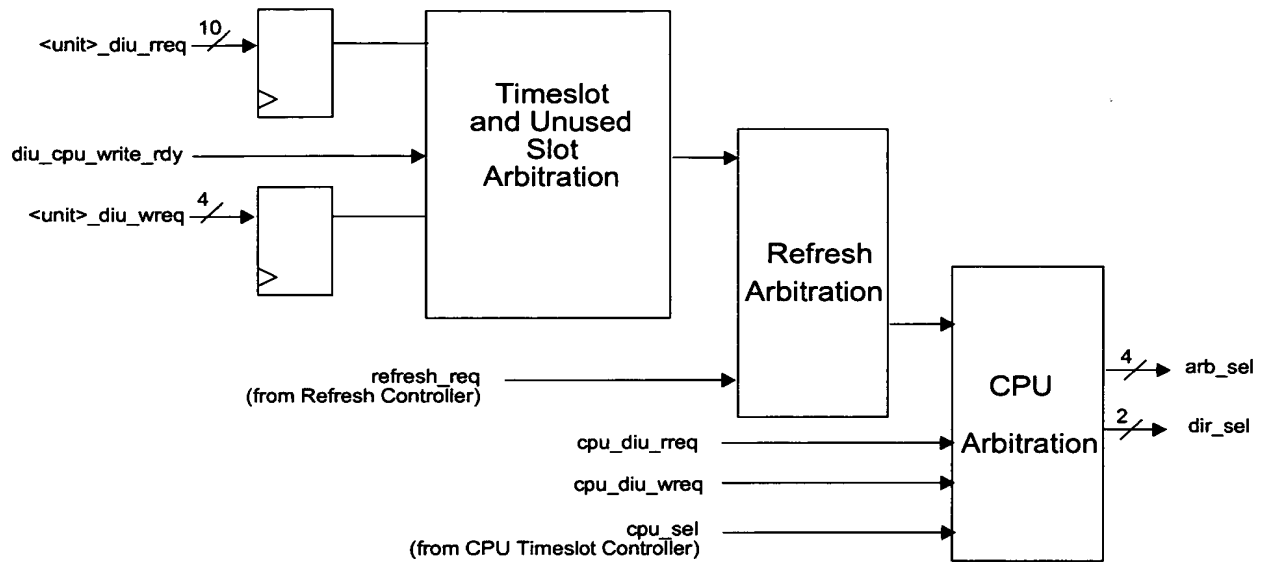 <unit>_diu_rreq
10
diu_cpu_write_rdy
<unit>_diu_wreq
4
Timeslot
and Unused
Slot
Arbitration
Refresh
Arbitration
refresh_req
(from Refresh Controller)
cpu_diu_rreq
cpu_diu_wreq
cpu_sel
(from CPU Timeslot Controller)
CPU
Arbitration
4
arb_sel
2
dir_sel